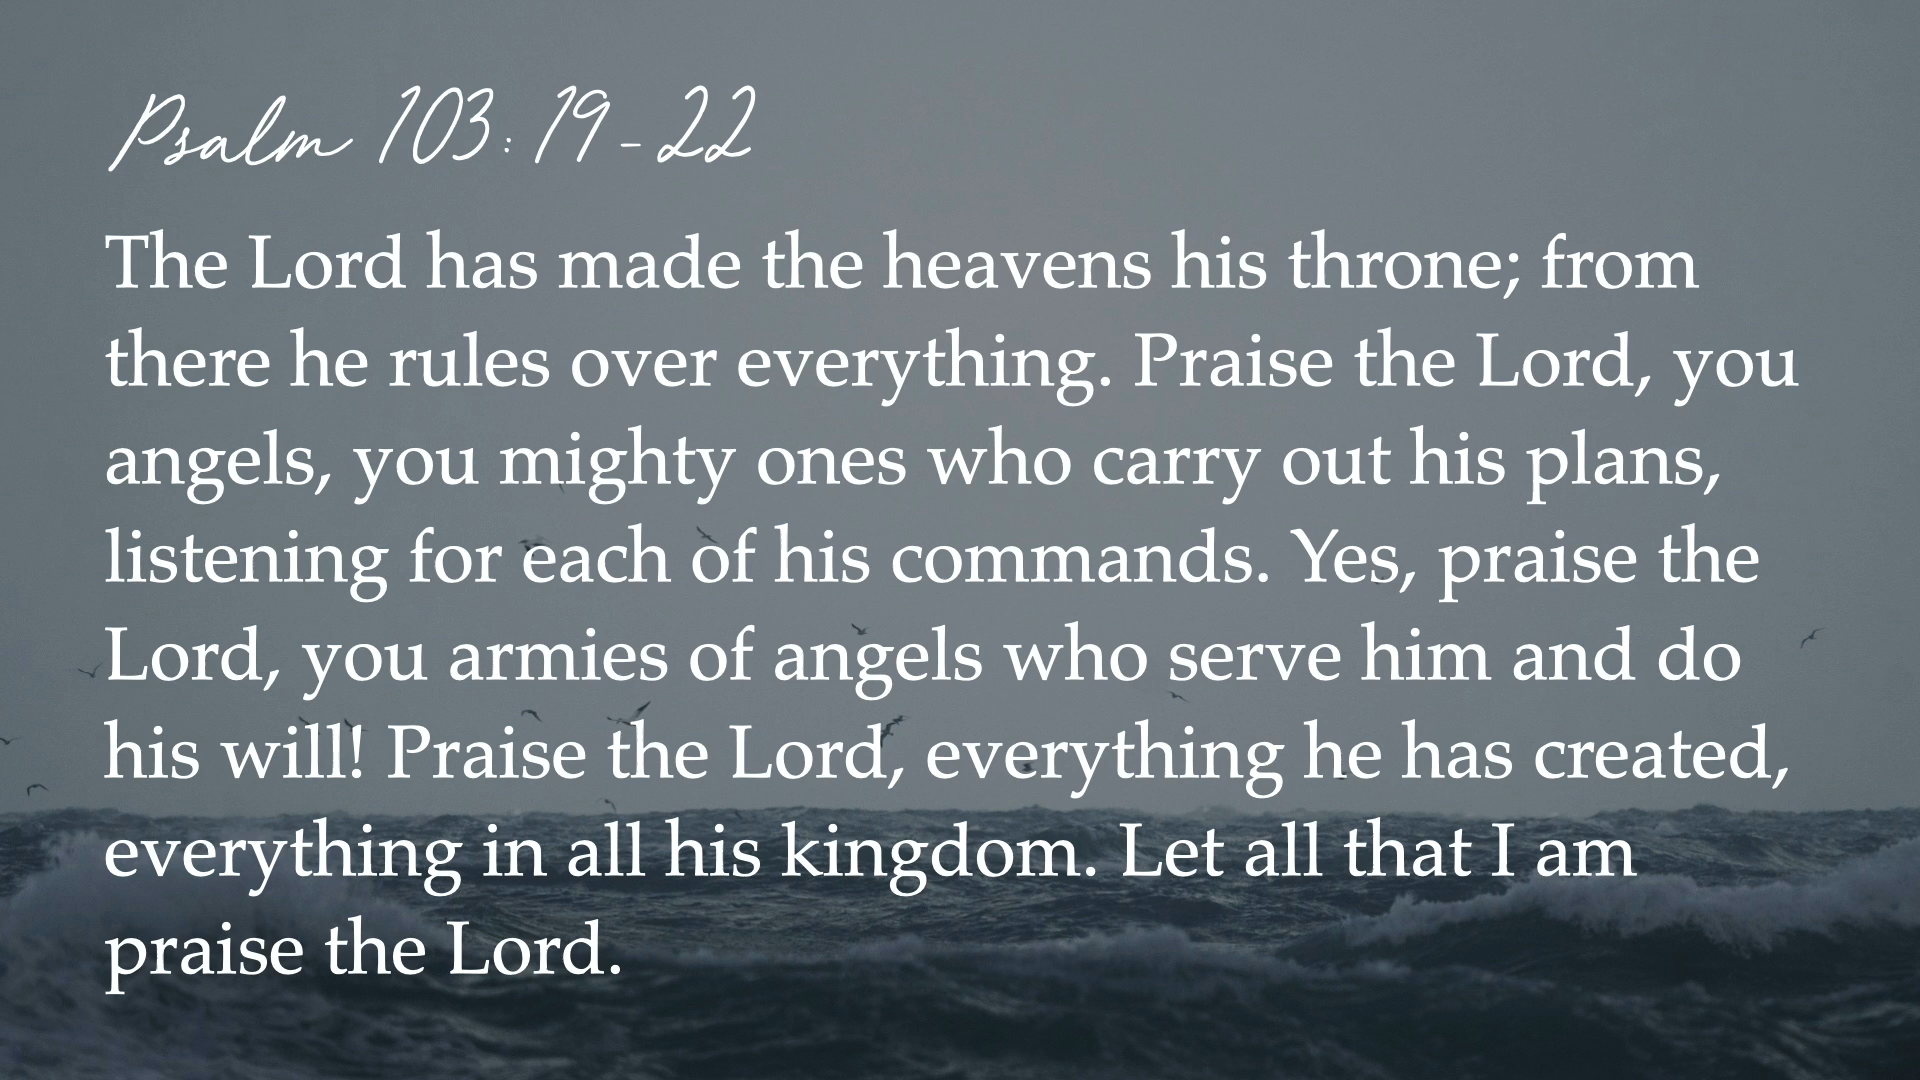 Psalm 103:19-22
The Lord has made the heavens his throne; from
there he rules over everything. Praise the Lord, you
angels, you mighty ones who carry out his plans,
listening for each of his commands. Yes, praise the
Lord, you armies of angels who serve him and do
his will! Praise the Lord, everything he has created,
everything in all his kingdom. Let all that I am
praise the Lord.